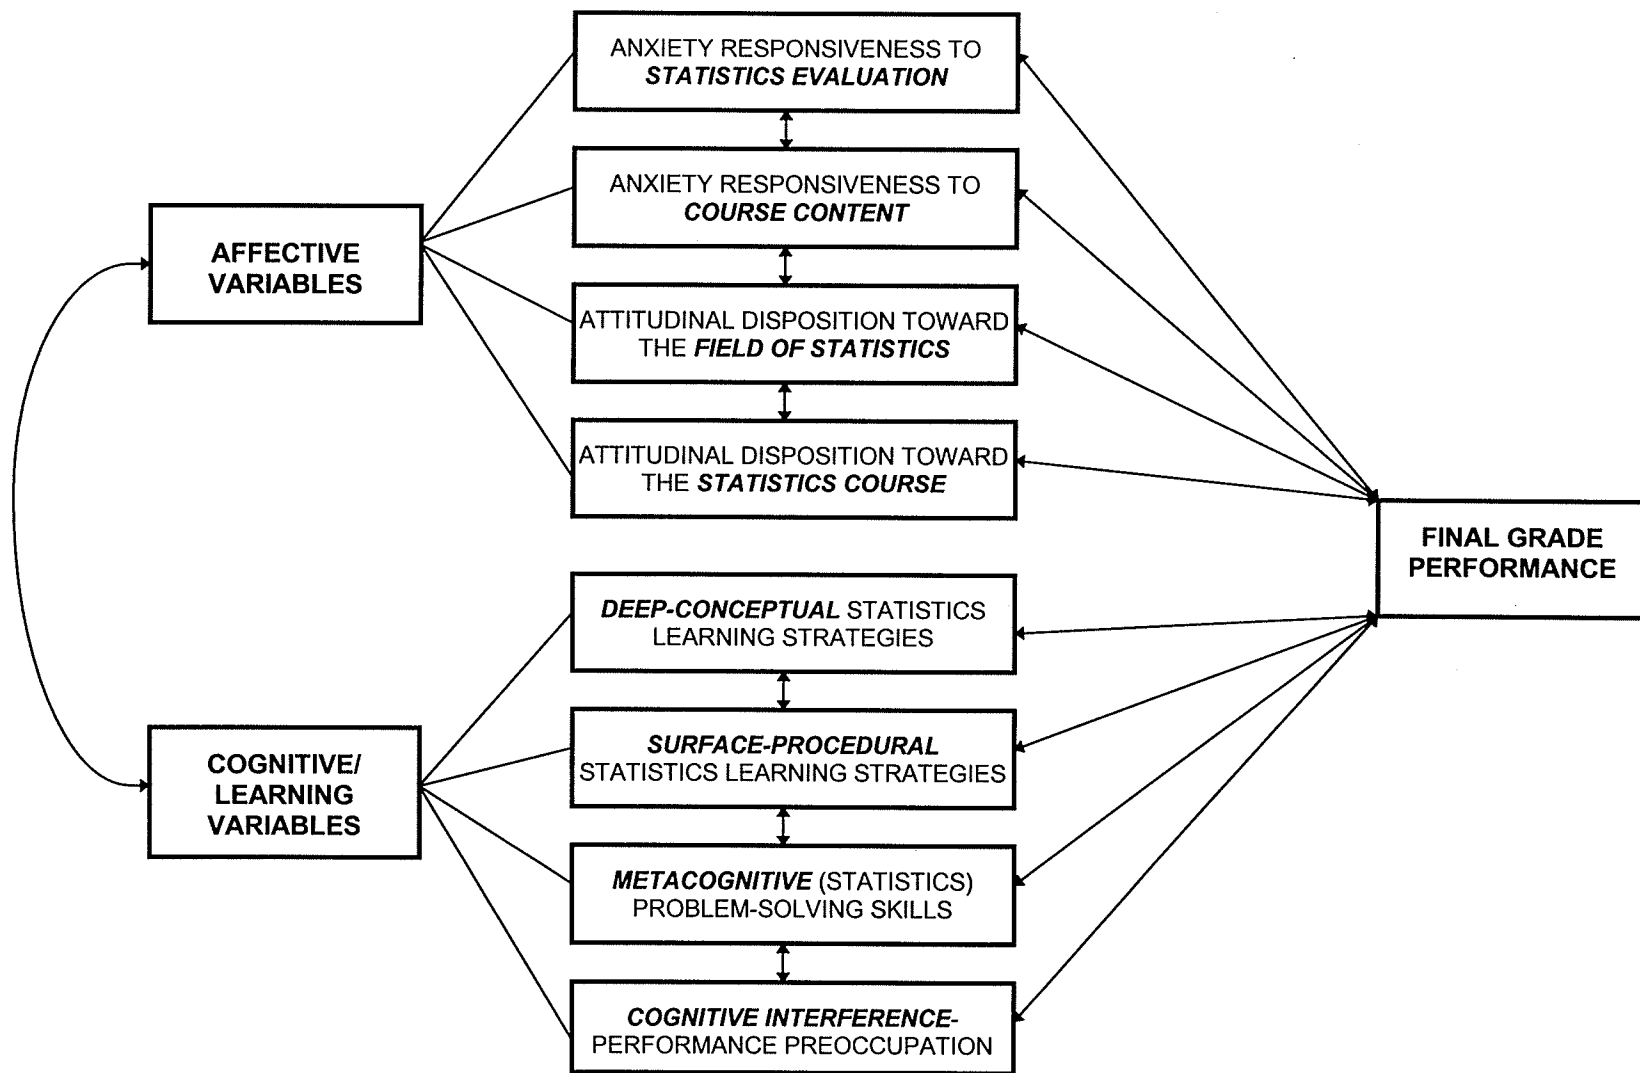 ANXIETY RESPONSIVENESS TO
STATISTICS EVALUATION
ANXIETY RESPONSIVENESS TO
COURSE CONTENT
AFFECTIVE
VARIABLES
ATTITUDINAL DISPOSITION TOWARD
THE FIELD OF STATISTICS
ATTITUDINAL DISPOSITION TOWARD
THE STATISTICS COURSE
FINAL GRADE
PERFORMANCE
DEEP-CONCEPTUAL STATISTICS
LEARNING STRATEGIES
SURFACE-PROCEDURAL
STATISTICS LEARNING STRATEGIES
COGNITIVE/
LEARNING
VARIABLES
METACOGNITIVE (STATISTICS)
PROBLEM-SOLVING SKILLS
COGNITIVE INTERFERENCE-
PERFORMANCE PREOCCUPATION